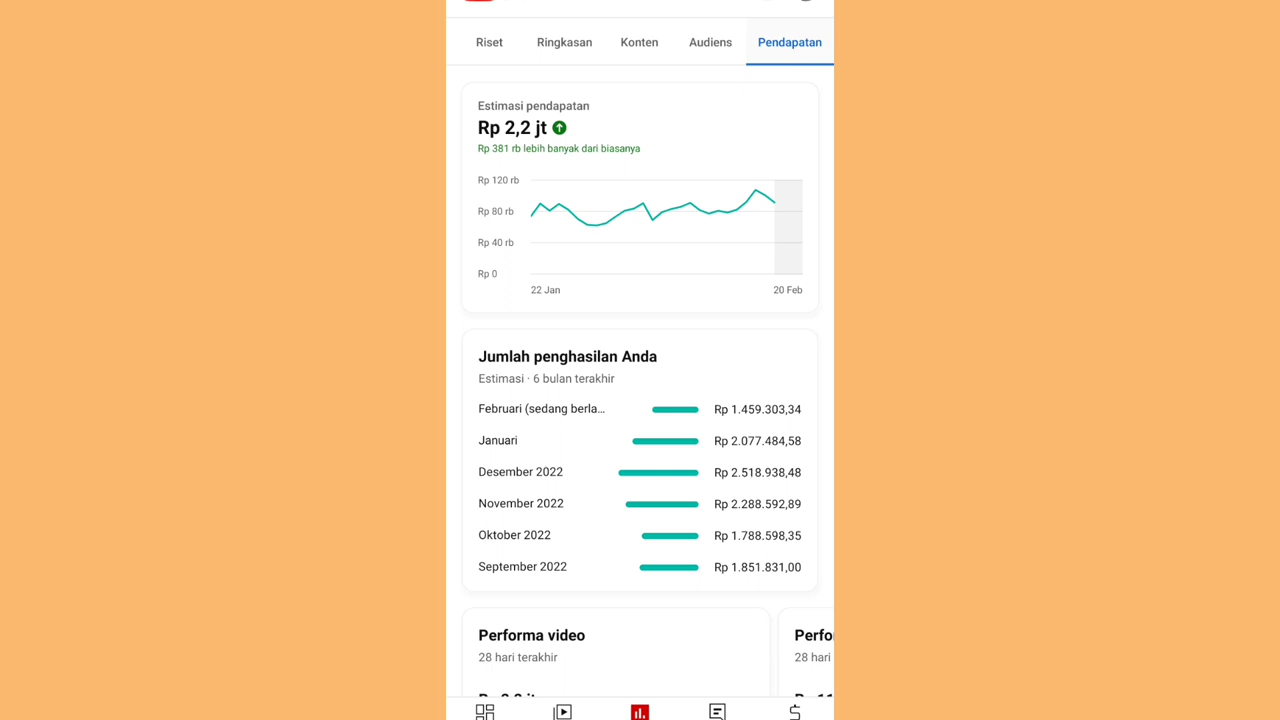 Riset Ringkasan Konten Audiens Pendapatan
Estimasi pendapatan
Rp 2,2 jt
Rp 381 rb lebih banyak dari biasanya
Rp 120 rb
Rp 80 rb
Rp 40 rb
Rp 0
22 Jan 20 Feb
Jumlah penghasilan Anda
Estimasi · 6 bulan terakhir
Februari (sedang berla... Rp 1.459.303,34
Januari Rp 2.077.484,58
Desember 2022 Rp 2.518.938,48
November 2022 Rp 2.288.592,89
Oktober 2022 Rp 1.788.598,35
September 2022 Rp 1.851.831,00
Performa video Perfo
28 hari terakhir 28 hari